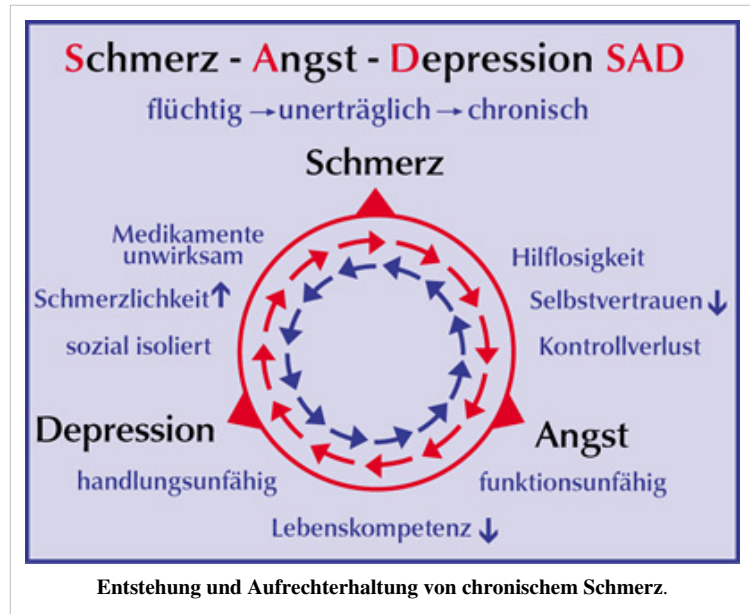 Schmerz - Angst - Depression SAD
flüchtig → unerträglich → chronisch
Schmerz
Medikamente
unwirksam
Schmerzlichkeit ↑
sozial isoliert
Hilflosigkeit
Selbstvertrauen ↓
Kontrollverlust
Depression
handlungsunfähig
Angst
funktionsunfähig
Lebenskompetenz ↓
Entstehung und Aufrechterhaltung von chronischem Schmerz.